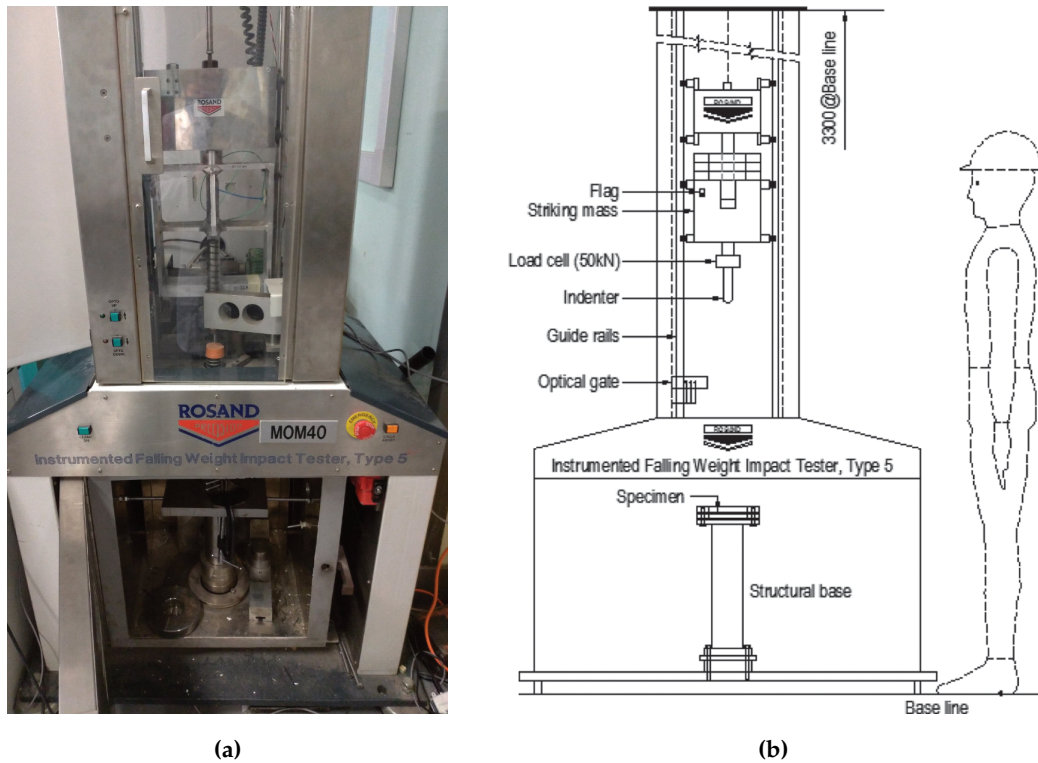 ROSAND
ROSAND
PRECISION
MOM40
EMERGENCY
Instrumented Falling Weight Impact Tester, Type 5
(a)
3300 @Base line
ROSAND
Flag
Striking mass
Load cell (50kN)
Indenter
Guide rails
Optical gate
ROSAND
Instrumented Falling Weight Impact Tester, Type 5
Specimen
Structural base
Base line
(b)